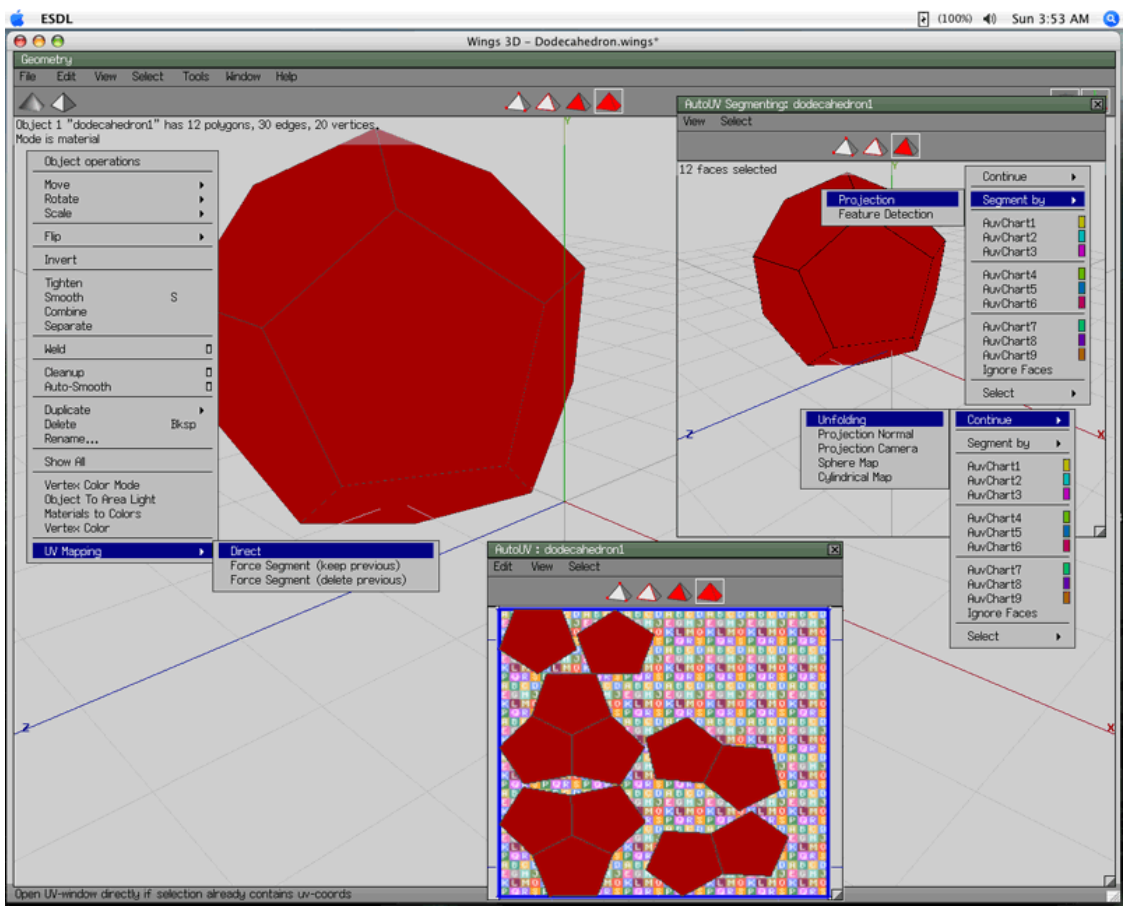 ESDL
(100%) Sun 3:53 AM
Wings 3D - Dodecahedron.wings*
Geometry
File Edit View Select Tools Window Help
Object 1 "dodecahedron1" has 12 polygons, 30 edges, 20 vertices.
Mode is material
Object operations
Move
Rotate
Scale
Flip
Invert
Tighten
Smooth S
Combine
Separate
Weld
Cleanup
Auto-Smooth
Duplicate
Delete Bksp
Rename...
Show All
Vertex Color Mode
Object To Area Light
Materials to Colors
Vertex Color
UV Mapping
Direct
Force Segment (keep previous)
Force Segment (delete previous)
Y
Z
X
AutoUV Segmenting: dodecahedron1
View Select
12 faces selected
Y
Projection
Feature Detection
Continue
Segment by
AuvChart1
AuvChart2
AuvChart3
AuvChart4
AuvChart5
AuvChart6
AuvChart7
AuvChart8
AuvChart9
Ignore Faces
Select
Z
X
Unfolding
Projection Normal
Projection Camera
Sphere Map
Cylindrical Map
Continue
Segment by
AuvChart1
AuvChart2
AuvChart3
AuvChart4
AuvChart5
AuvChart6
AuvChart7
AuvChart8
AuvChart9
Ignore Faces
Select
AutoUV : dodecahedron1
Edit View Select
Open UV-window directly if selection already contains uv-coords